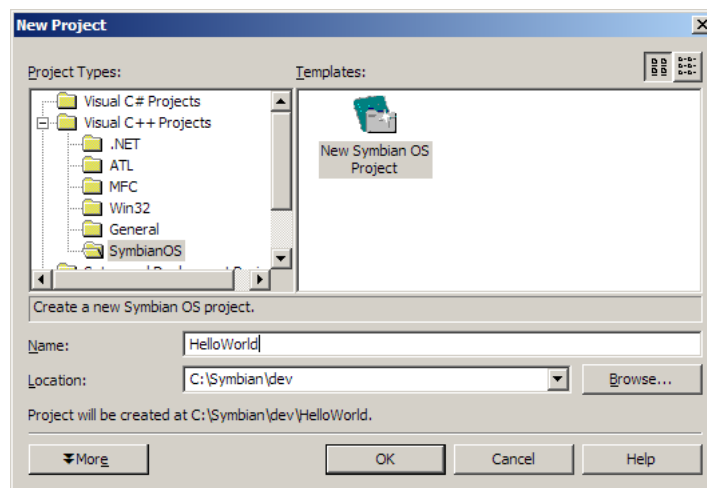 New Project
Project Types:
Templates:
Visual C# Projects
Visual C++ Projects
.NET
ATL
MFC
Win32
General
SymbianOS
New Symbian OS
Project
Create a new Symbian OS project.
Name:
HelloWorld
Location:
C:\Symbian\dev
Browse...
Project will be created at C:\Symbian\dev\HelloWorld.
More
OK
Cancel
Help